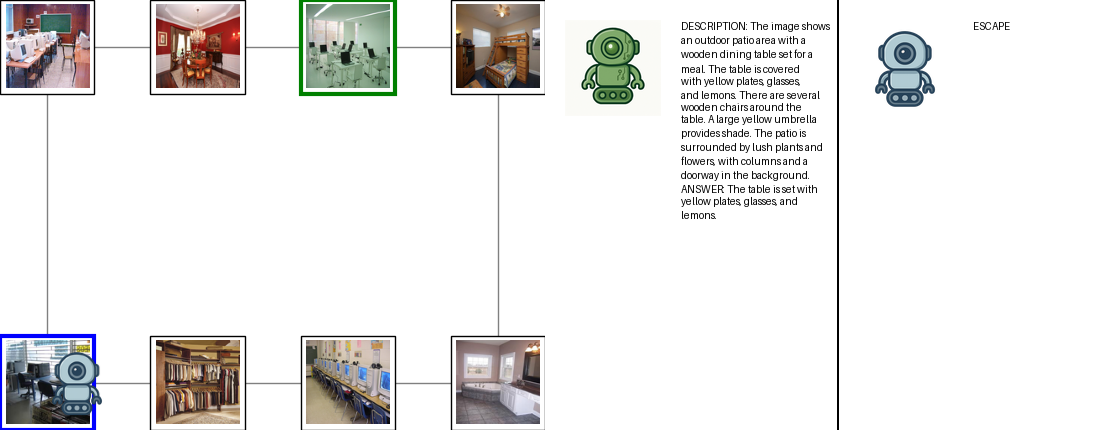 DESCRIPTION: The image shows
an outdoor patio area with a
wooden dining table set for a
meal. The table is covered
with yellow plates, glasses,
and lemons. There are several
wooden chairs around the
table. A large yellow umbrella
provides shade. The patio is
surrounded by lush plants and
flowers, with columns and a
doorway in the background.
ANSWER: The table is set with
yellow plates, glasses, and
lemons.
ESCAPE